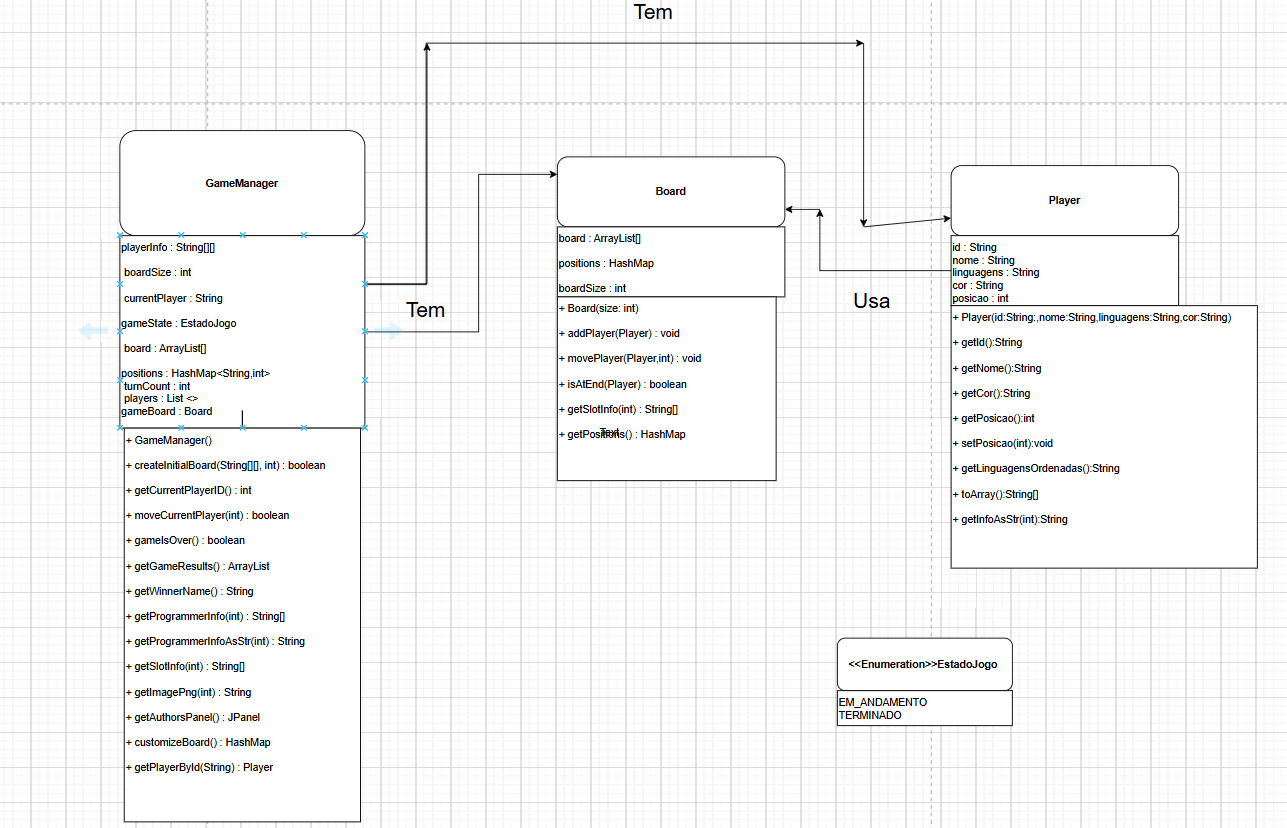 Tem
GameManager
playerInfo : String[][]
boardSize : int
currentPlayer : String
gameState : EstadoJogo
board : ArrayList[]
positions : HashMap<String,int>
turnCount : int
players : List <>
gameBoard : Board
+ GameManager()
+ createInitialBoard(String[][], int) : boolean
+ getCurrentPlayerID() : int
+ moveCurrentPlayer(int) : boolean
+ gameIsOver() : boolean
+ getGameResults() : ArrayList
+ getWinnerName() : String
+ getProgrammerInfo(int) : String[]
+ getProgrammerInfoAsStr(int) : String
+ getSlotInfo(int) : String[]
+ getImagePng(int) : String
+ getAuthorsPanel() : JPanel
+ customizeBoard() : HashMap
+ getPlayerById(String) : Player
Tem
Board
board : ArrayList[]
positions : HashMap
boardSize : int
+ Board(size: int)
+ addPlayer(Player) : void
+ movePlayer(Player,int) : void
+ isAtEnd(Player) : boolean
+ getSlotInfo(int) : String[]
+ getPositions() : HashMap
Text
Usa
Player
id : String
nome : String
linguagens : String
cor : String
posicao : int
+ Player(id:String:,nome:String,linguagens:String,cor:String)
+ getId():String
+ getNome():String
+ getCor():String
+ getPosicao():int
+ setPosicao(int):void
+ getLinguagensOrdenadas():String
+ toArray():String[]
+ getInfoAsStr(int):String
<<Enumeration>>EstadoJogo
EM_ANDAMENTO
TERMINADO